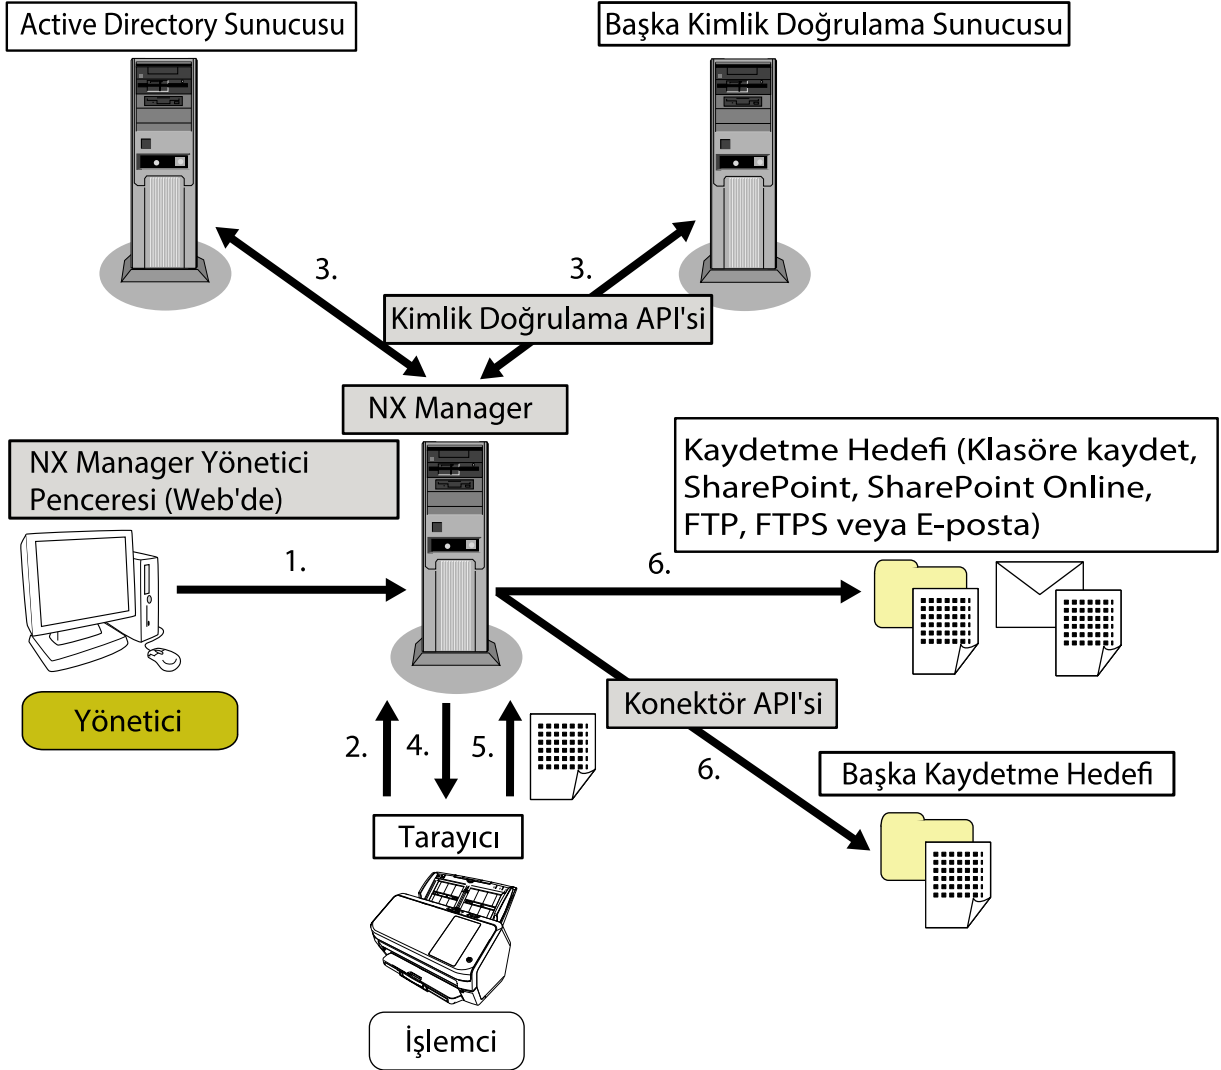 Active Directory Sunucusu
Başka Kimlik Doğrulama Sunucusu
3.
3.
Kimlik Doğrulama API'si
NX Manager
NX Manager Yönetici
Penceresi (Web'de)
Kaydetme Hedefi (Klasöre kaydet,
SharePoint, SharePoint Online,
FTP, FTPS veya E-posta)
1.
6.
Yönetici
Konektör API'si
2.
4.
5.
6.
Başka Kaydetme Hedefi
Tarayıcı
İşlemci